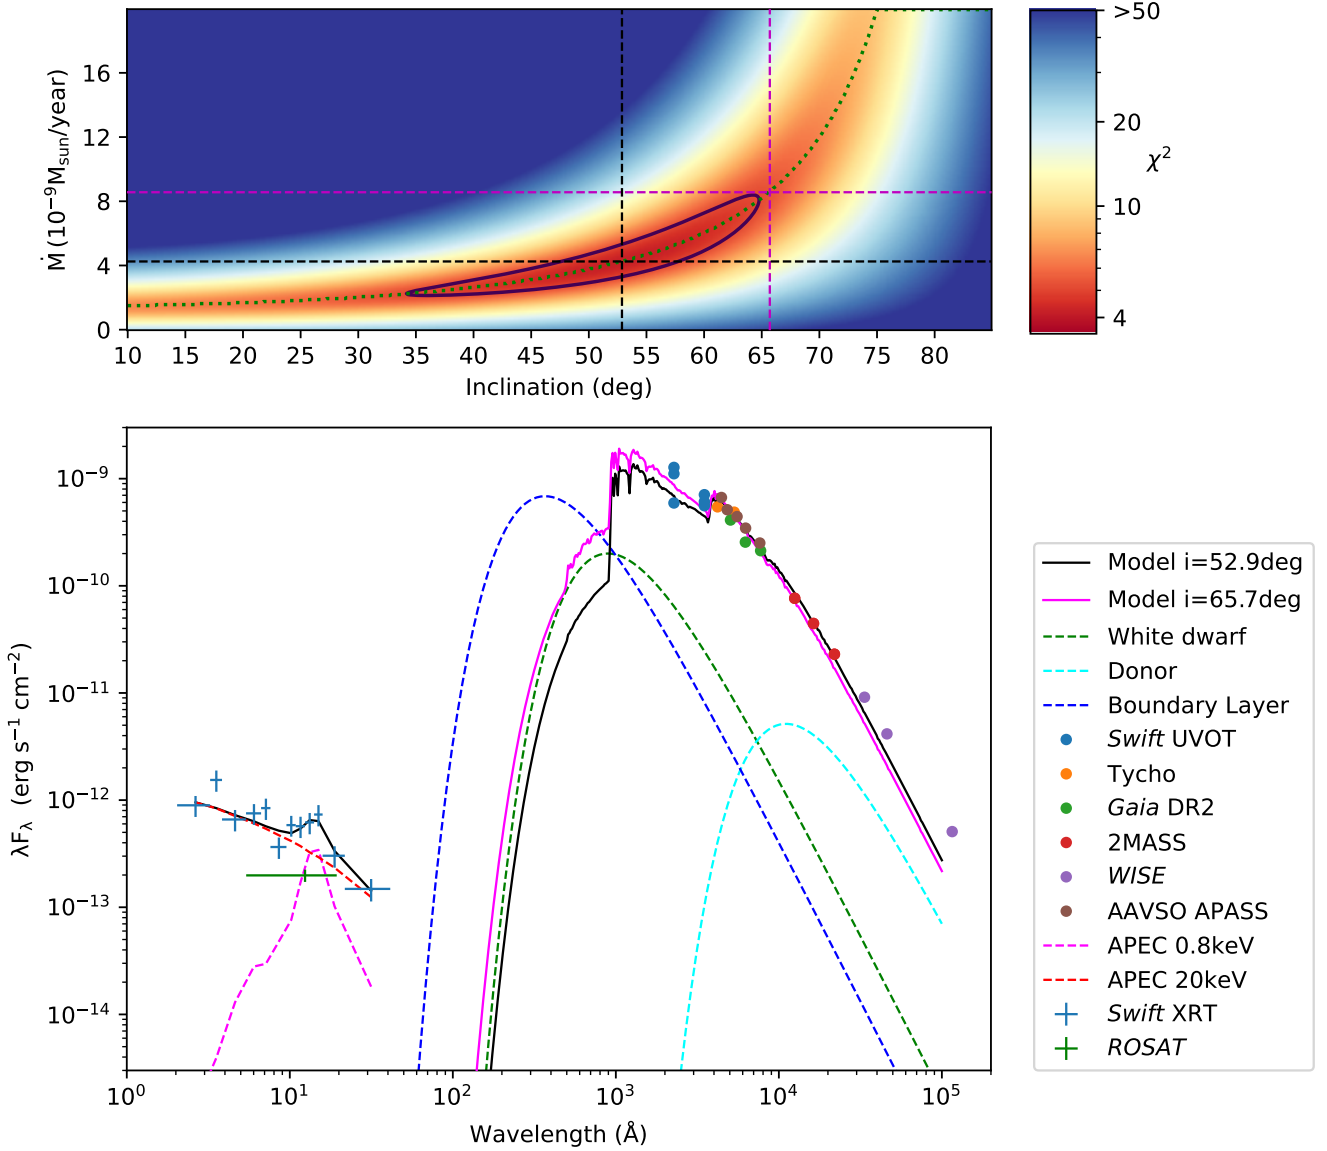 16
12
8
4
0
Ṁ (10⁻⁹M_sun/year)
10 15 20 25 30 35 40 45 50 55 60 65 70 75 80
Inclination (deg)
>50
20
10
4
χ²
10⁻⁹
10⁻¹⁰
10⁻¹¹
10⁻¹²
10⁻¹³
10⁻¹⁴
λF_λ (erg s⁻¹ cm⁻²)
10⁰ 10¹ 10² 10³ 10⁴ 10⁵
Wavelength (Å)
Model i=52.9deg
Model i=65.7deg
White dwarf
Donor
Boundary Layer
Swift UVOT
Tycho
Gaia DR2
2MASS
WISE
AAVSO APASS
APEC 0.8keV
APEC 20keV
Swift XRT
ROSAT